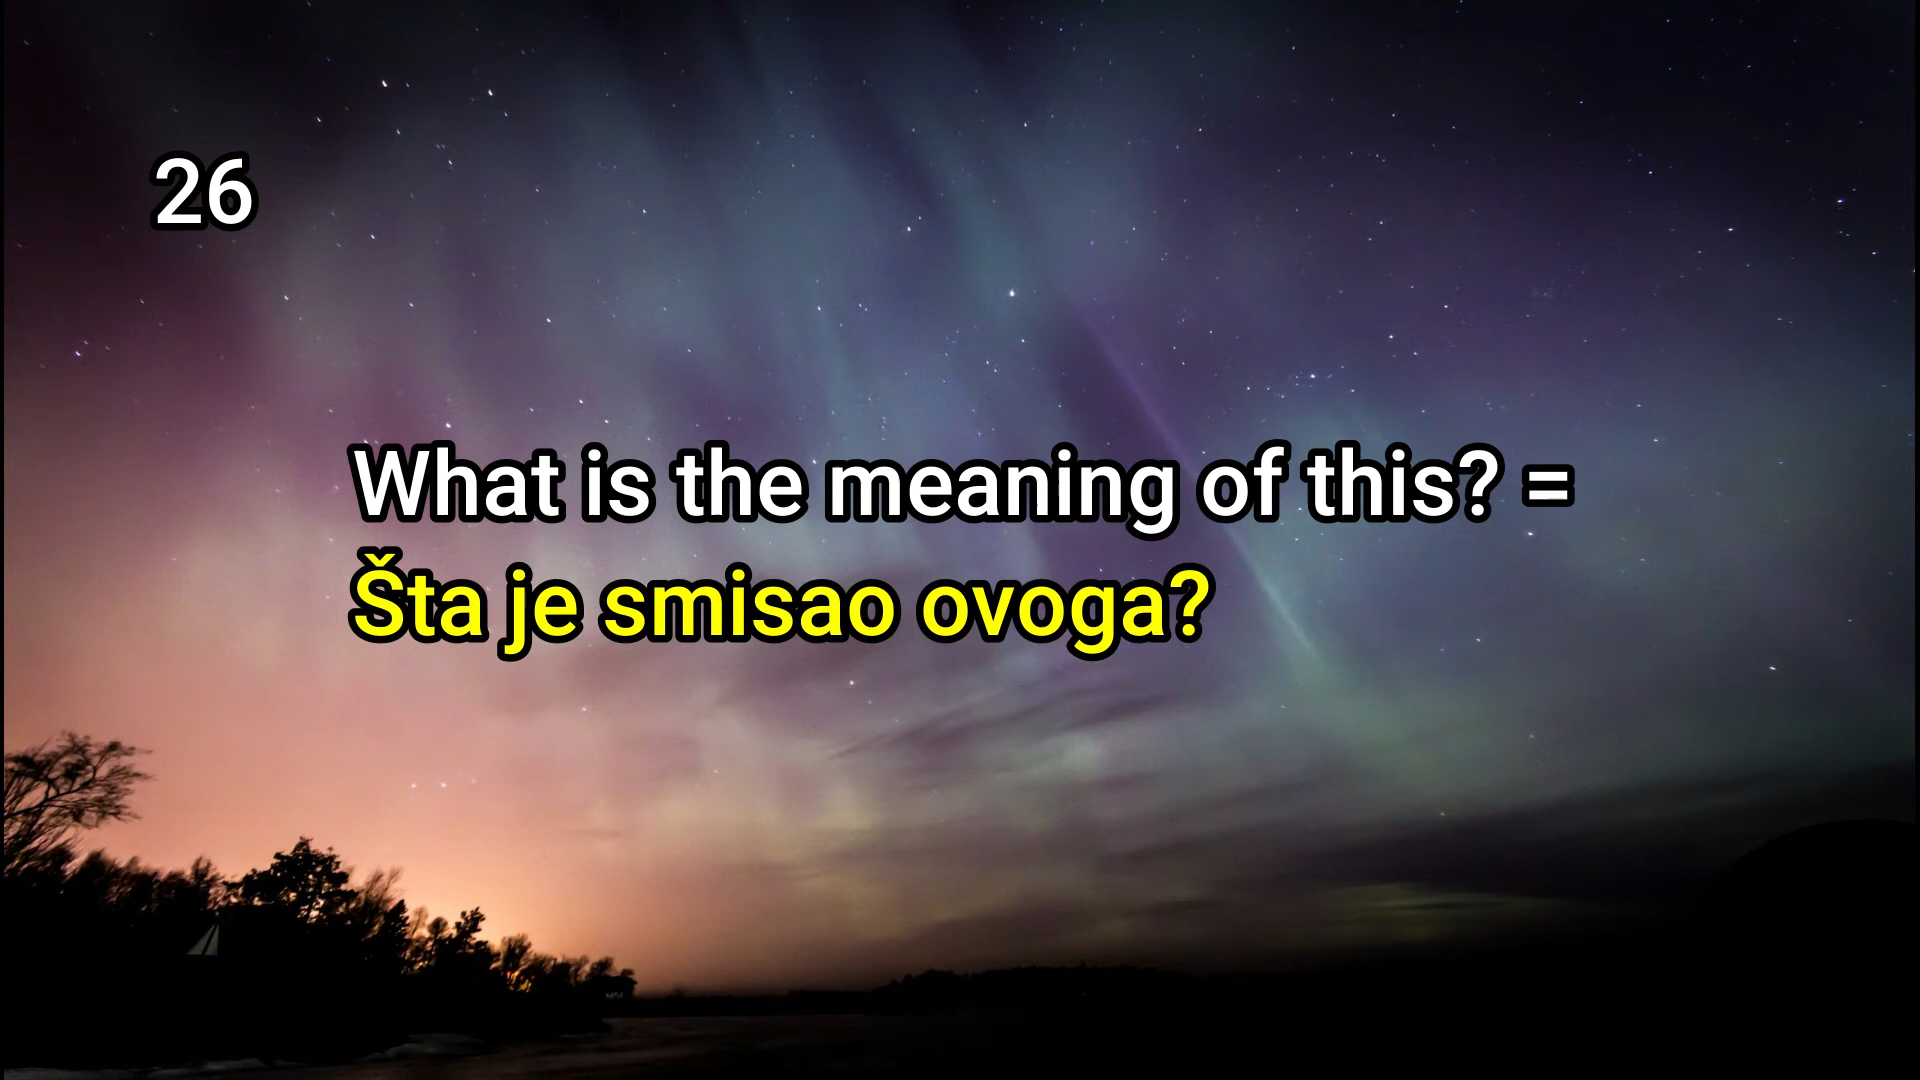 26
What is the meaning of this? =
Šta je smisao ovoga?